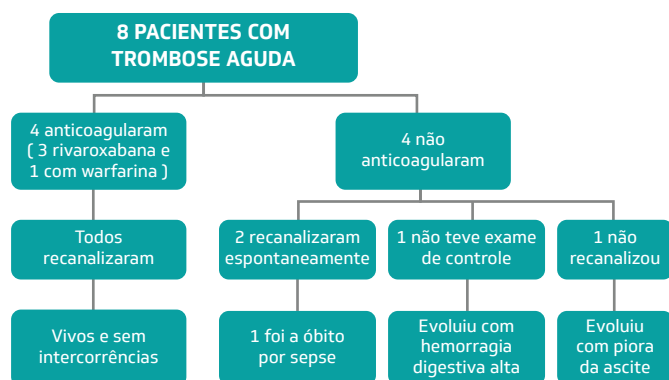 8 PACIENTES COM
TROMBOSE AGUDA
4 anticoagularam
( 3 rivaroxabana e
1 com warfarina )
4 não
anticoagularam
Todos
recanalizaram
2 recanalizaram
espontaneamente
1 não teve exame
de controle
1 não
recanalizou
Vivos e sem
intercorrências
1 foi a óbito
por sepse
Evoluiu com
hemorragia
digestiva alta
Evoluiu
com piora
da ascite